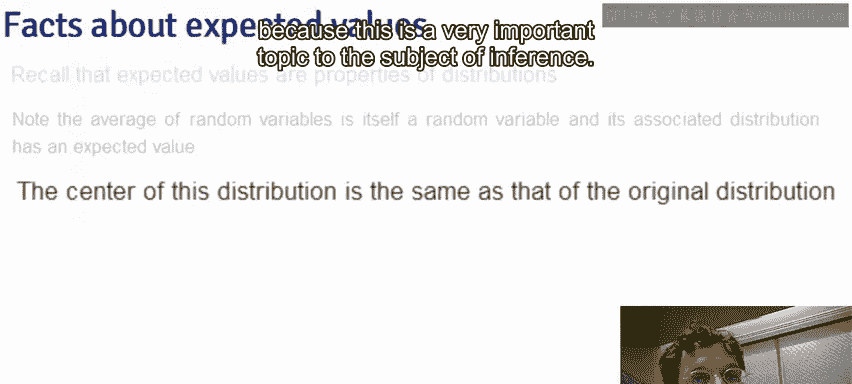 Facts about expected values
because this is a very important
topic to the subject of inference.
Recall that expected values are properties of distributions
Note the average of random variables is itself a random variable and its associated distribution
has an expected value
The center of this distribution is the same as that of the original distribution